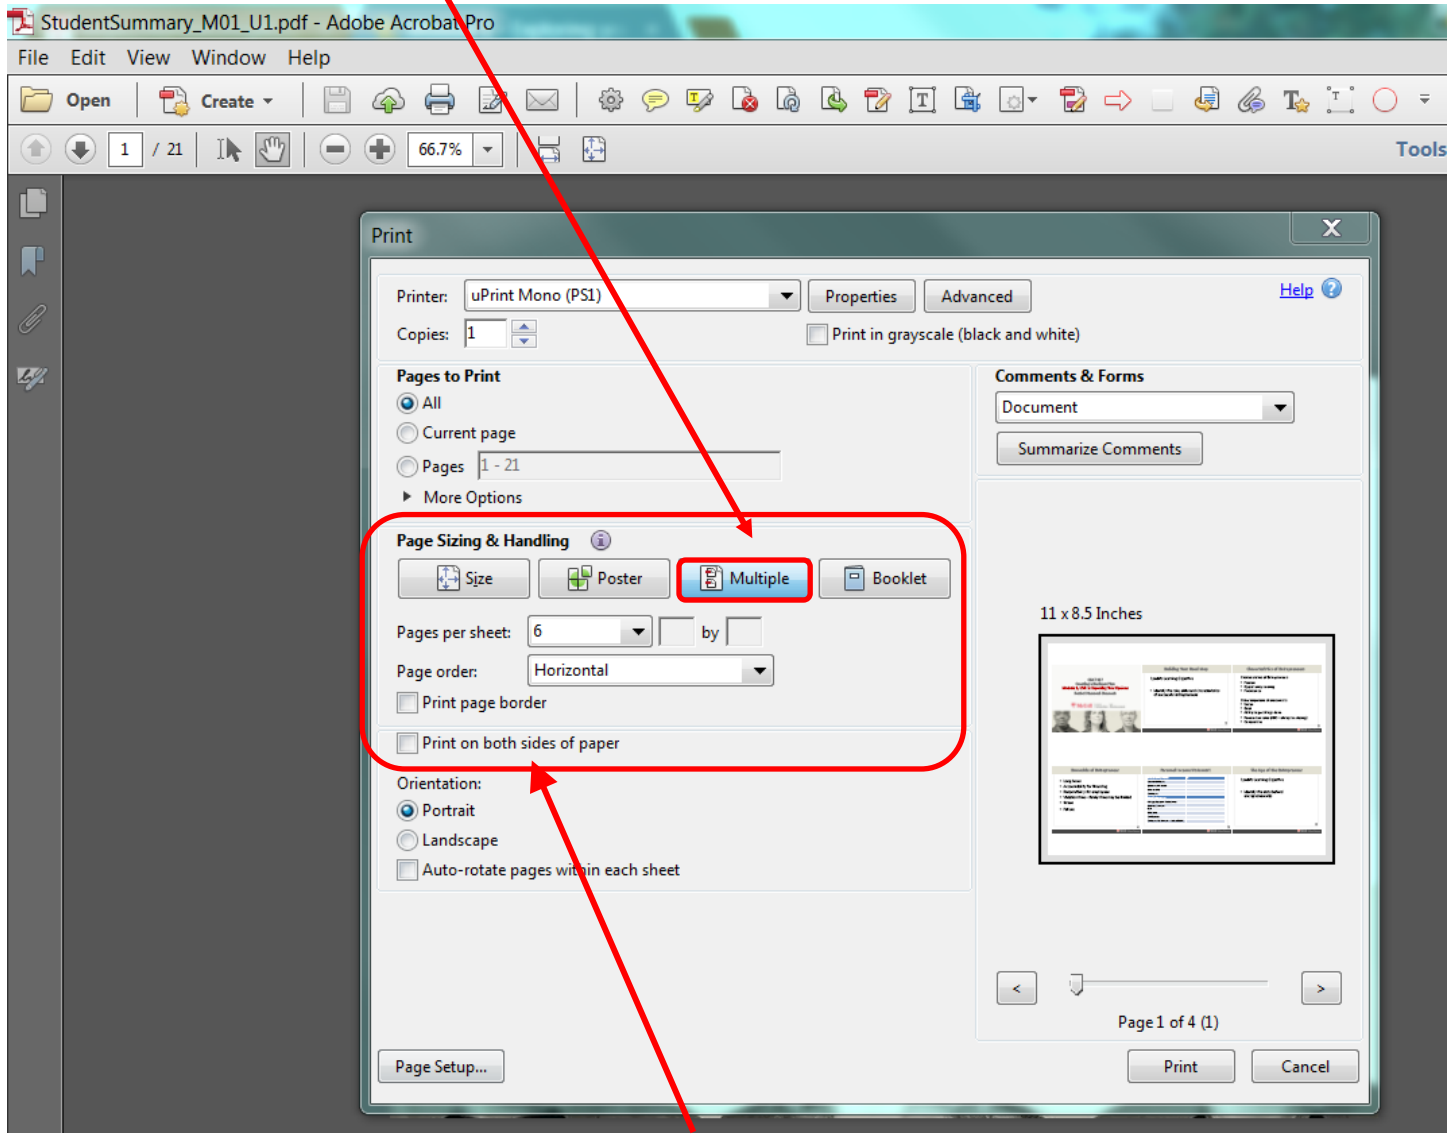 StudentSummary_M01_U1.pdf - Adobe Acrobat Pro
File Edit View Window Help
Open Create
1 / 21 66.7% Tools
Print
Printer: uPrint Mono (PS1) Properties Advanced Help
Copies: 1 Print in grayscale (black and white)
Pages to Print
All
Current page
Pages 1 - 21
More Options
Comments & Forms
Document
Summarize Comments
Page Sizing & Handling
Size Poster Multiple Booklet
Pages per sheet: 6 by
Page order: Horizontal
Print page border
Print on both sides of paper
Orientation:
Portrait
Landscape
Auto-rotate pages within each sheet
11 x 8.5 Inches
Page 1 of 4 (1)
Page Setup... Print Cancel